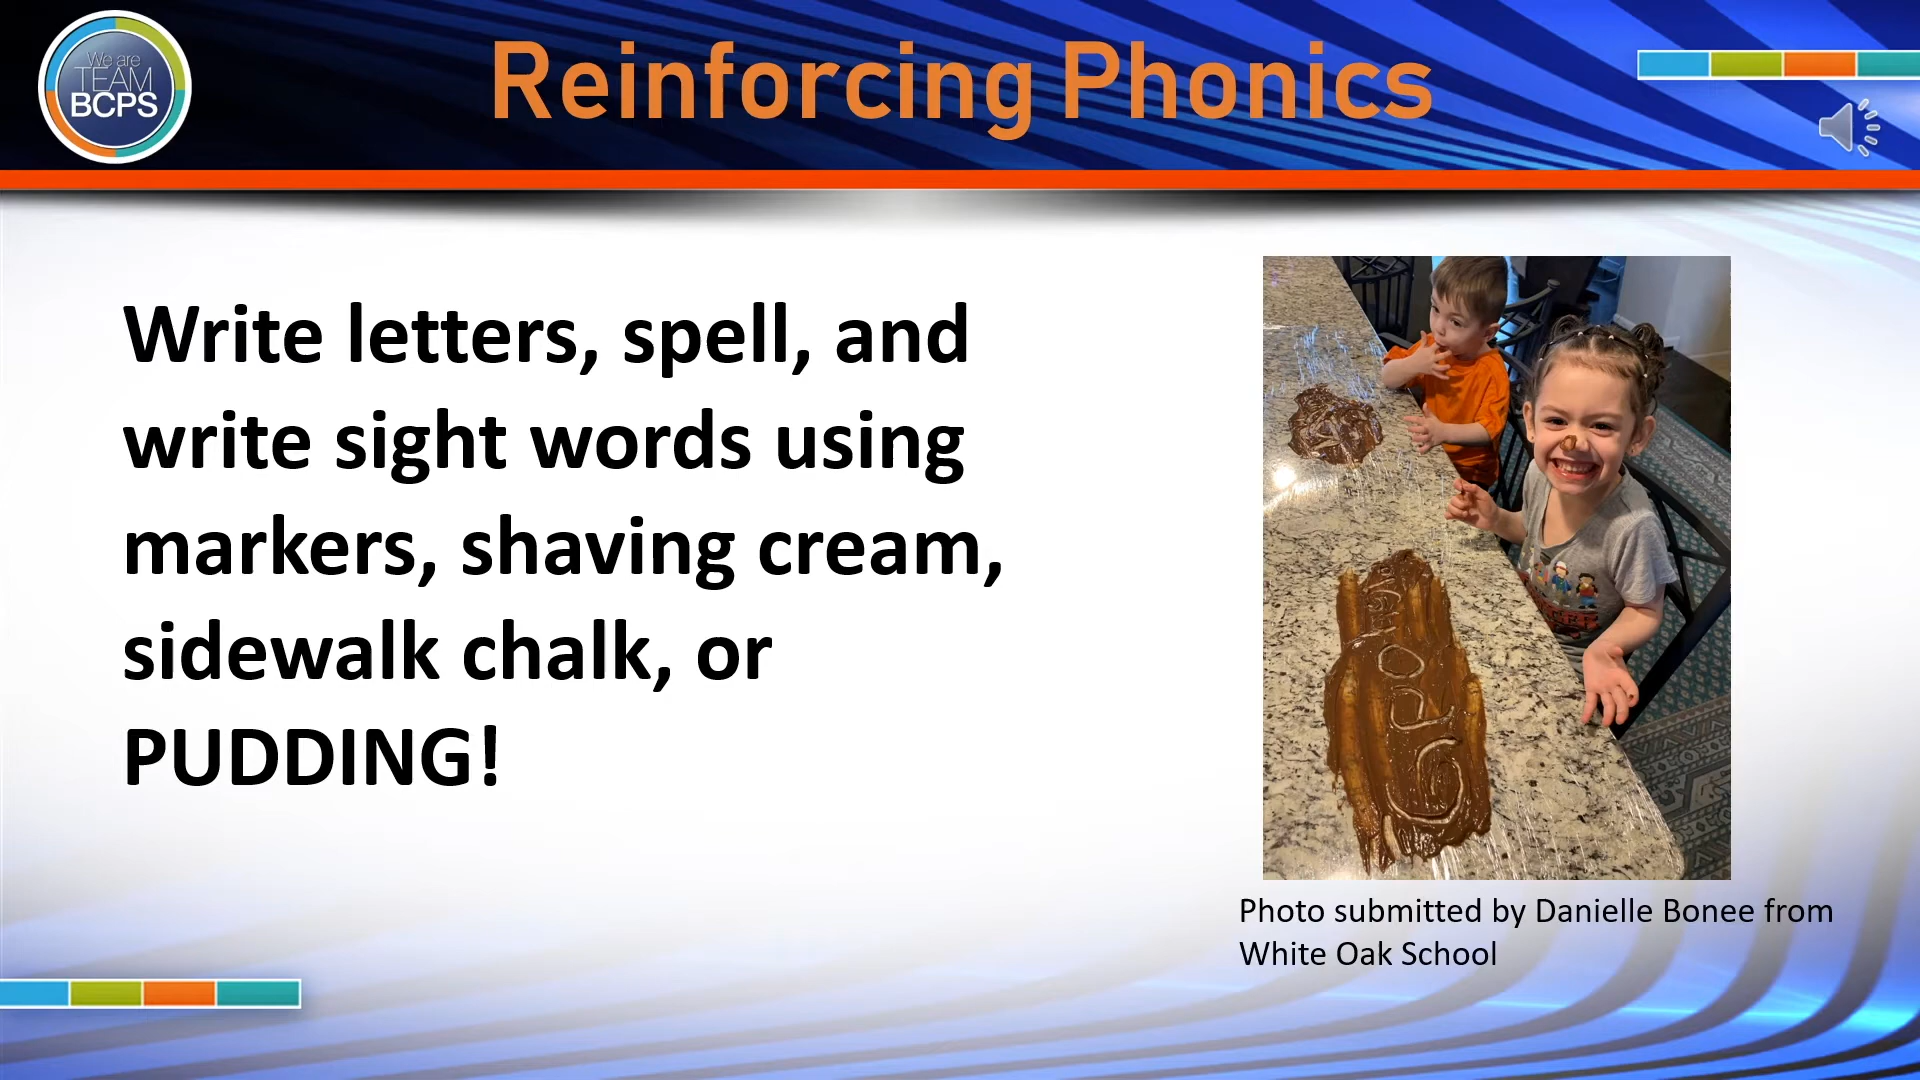 We are
TEAM
BCPS
Reinforcing Phonics
Write letters, spell, and
write sight words using
markers, shaving cream,
sidewalk chalk, or
PUDDING!
Photo submitted by Danielle Bonee from
White Oak School